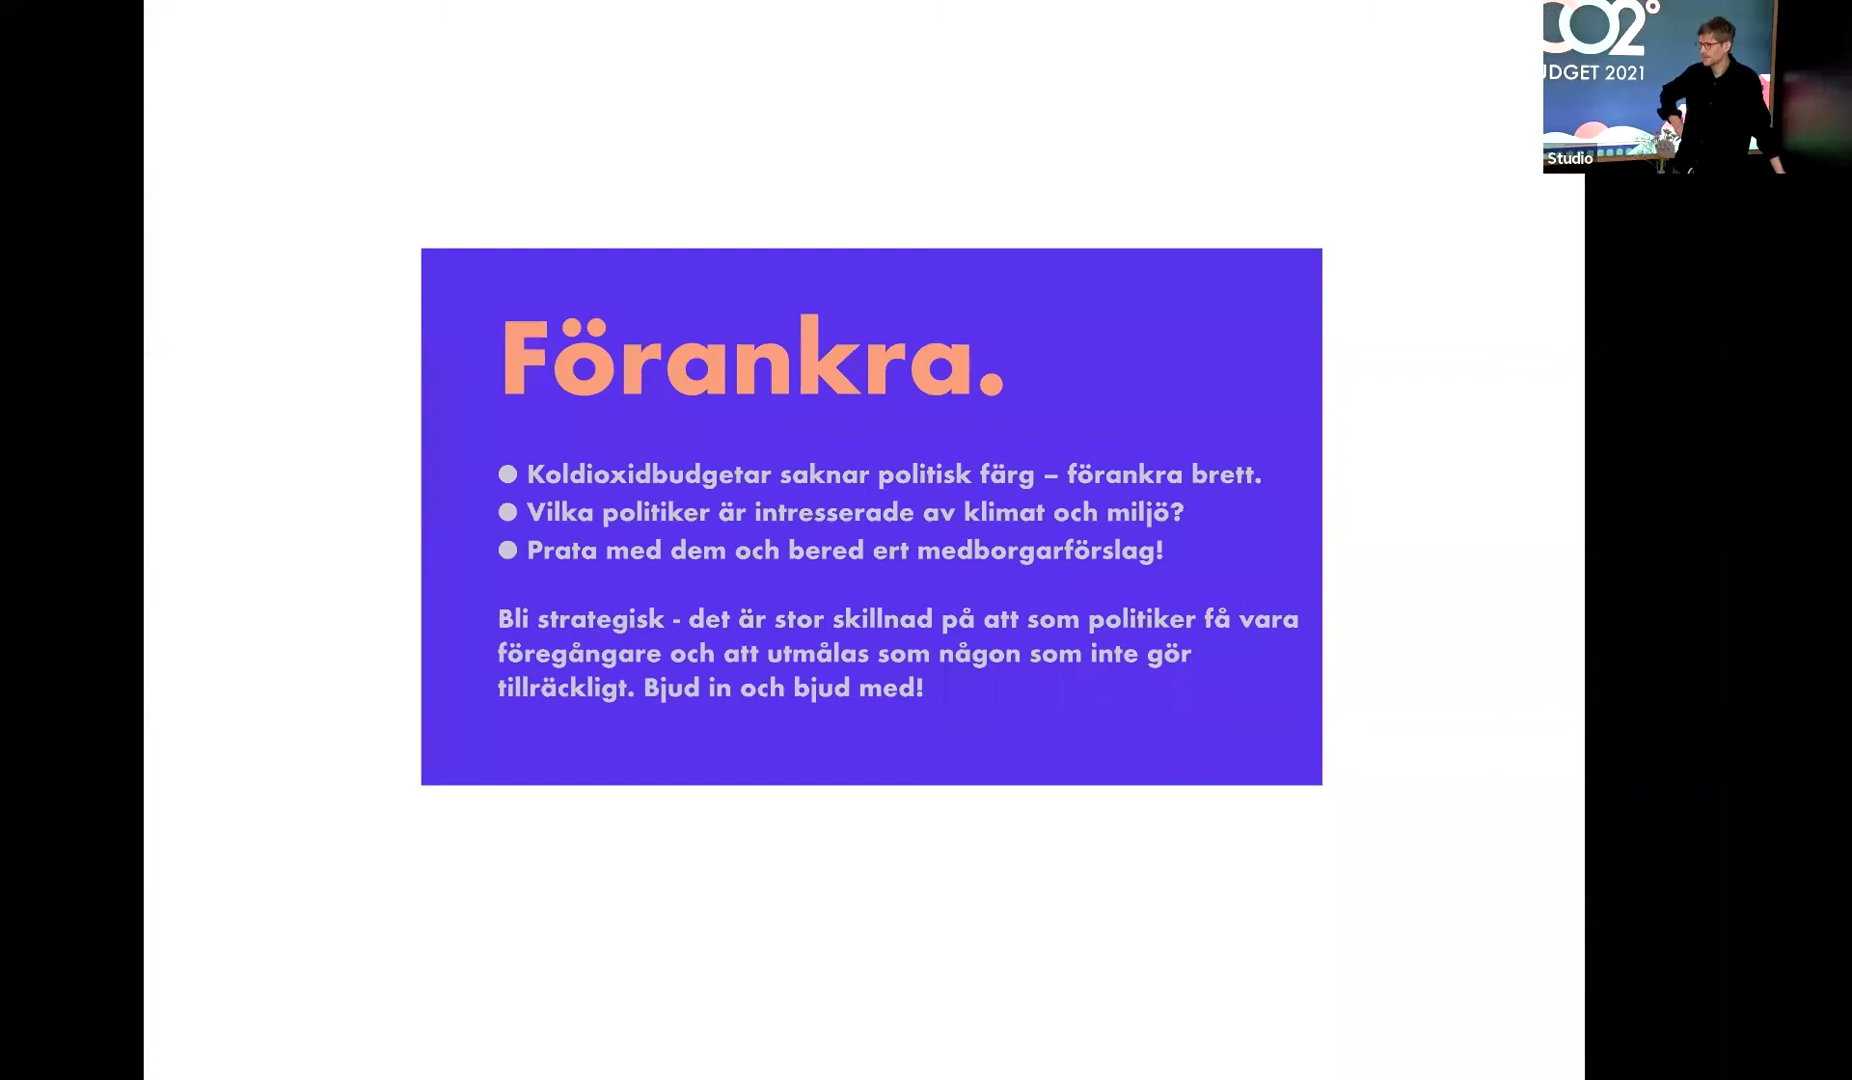 CO2°
UDGET 2021
Studio
Förankra.
● Koldioxidbudgetar saknar politisk färg – förankra brett.
● Vilka politiker är intresserade av klimat och miljö?
● Prata med dem och bered ert medborgarförslag!
Bli strategisk - det är stor skillnad på att som politiker få vara
föregångare och att utmålas som någon som inte gör
tillräckligt. Bjud in och bjud med!